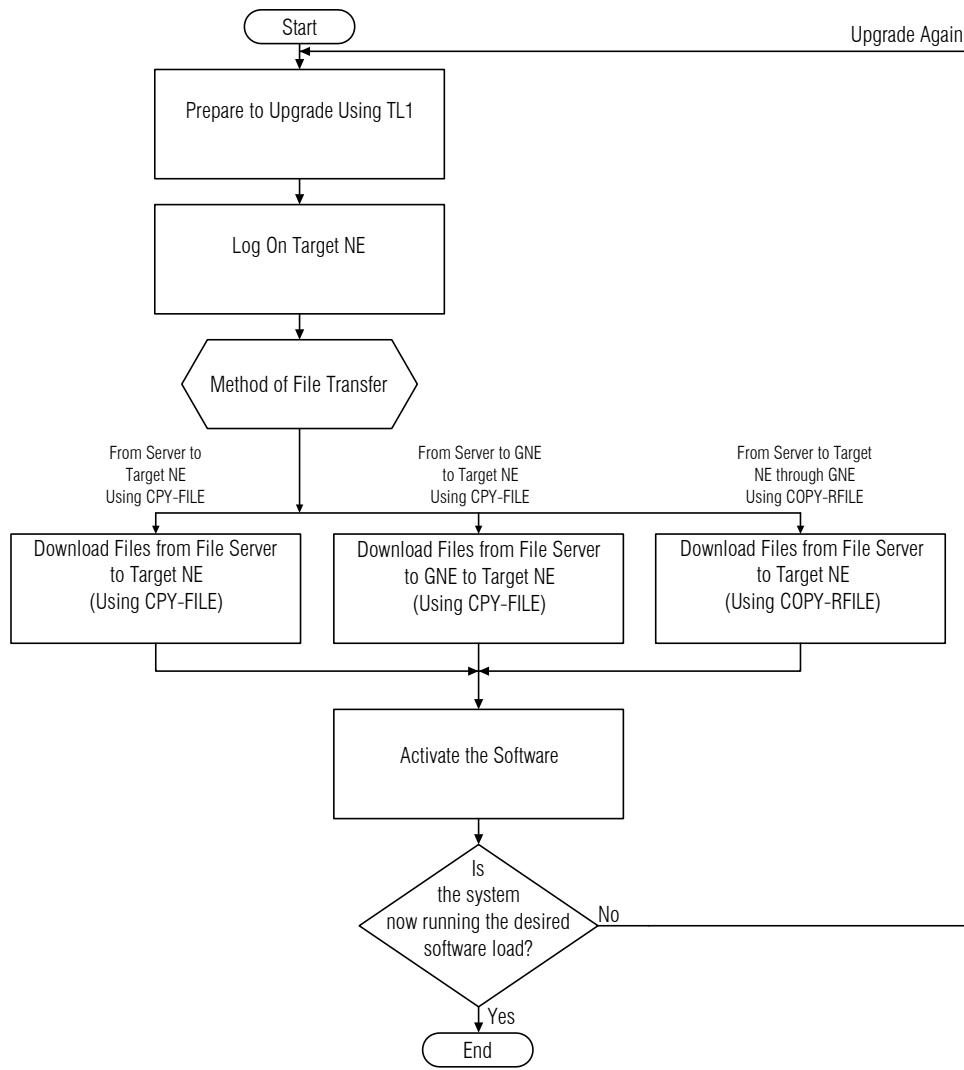 Start
Upgrade Again
Prepare to Upgrade Using TL1
Log On Target NE
Method of File Transfer
From Server to
Target NE
Using CPY-FILE
From Server to GNE
to Target NE
Using CPY-FILE
From Server to Target
NE through GNE
Using COPY-RFILE
Download Files from File Server
to Target NE
(Using CPY-FILE)
Download Files from File Server
to GNE to Target NE
(Using CPY-FILE)
Download Files from File Server
to Target NE
(Using COPY-RFILE)
Activate the Software
Is
the system
now running the desired
software load?
No
Yes
End